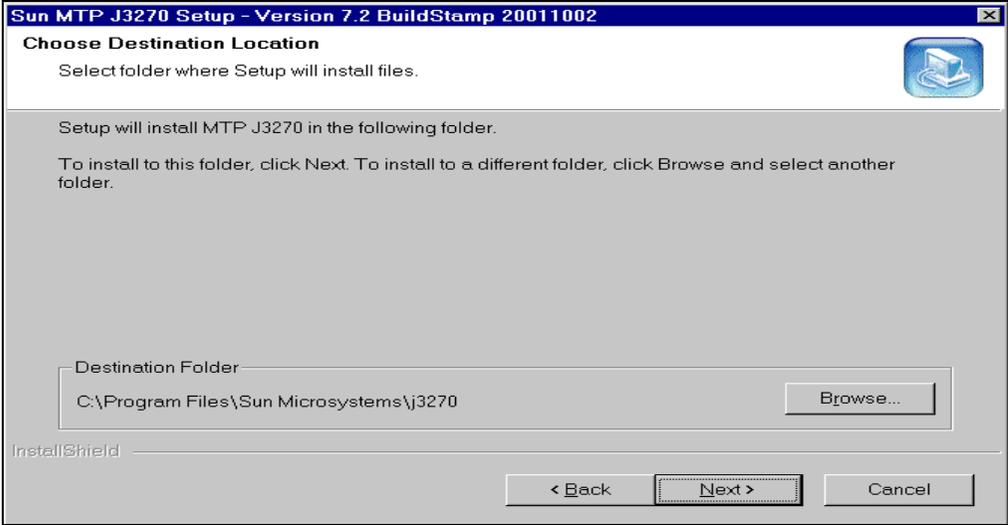 Sun MTP J3270 Setup - Version 7.2 BuildStamp 20011002
Choose Destination Location
Select folder where Setup will install files.
Setup will install MTP J3270 in the following folder.
To install to this folder, click Next. To install to a different folder, click Browse and select another
folder.
Destination Folder
C:\Program Files\Sun Microsystems\j3270
Browse...
InstallShield
< Back
Next >
Cancel